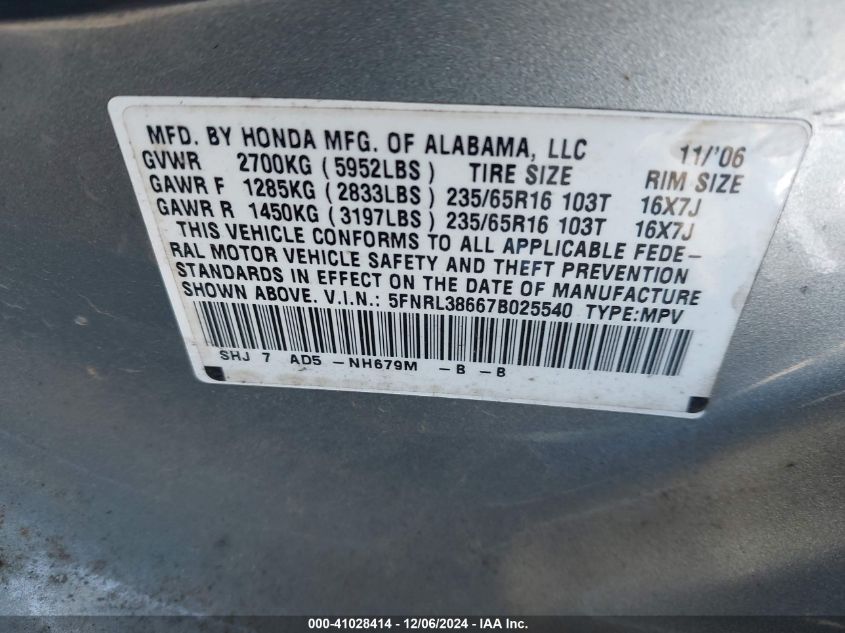 MFD. BY HONDA MFG. OF ALABAMA, LLC 11/'06
GVWR 2700KG ( 5952LBS ) TIRE SIZE RIM SIZE
GAWR F 1285KG ( 2833LBS ) 235/65R16 103T 16X7J
GAWR R 1450KG ( 3197LBS ) 235/65R16 103T 16X7J
THIS VEHICLE CONFORMS TO ALL APPLICABLE FEDE-
RAL MOTOR VEHICLE SAFETY AND THEFT PREVENTION
STANDARDS IN EFFECT ON THE DATE OF MANUFACTURE
SHOWN ABOVE. V.I.N.: 5FNRL38667B025540 TYPE:MPV
SHJ 7 AD5 -NH679M -B -B
000-41028414 - 12/06/2024 - IAA Inc.